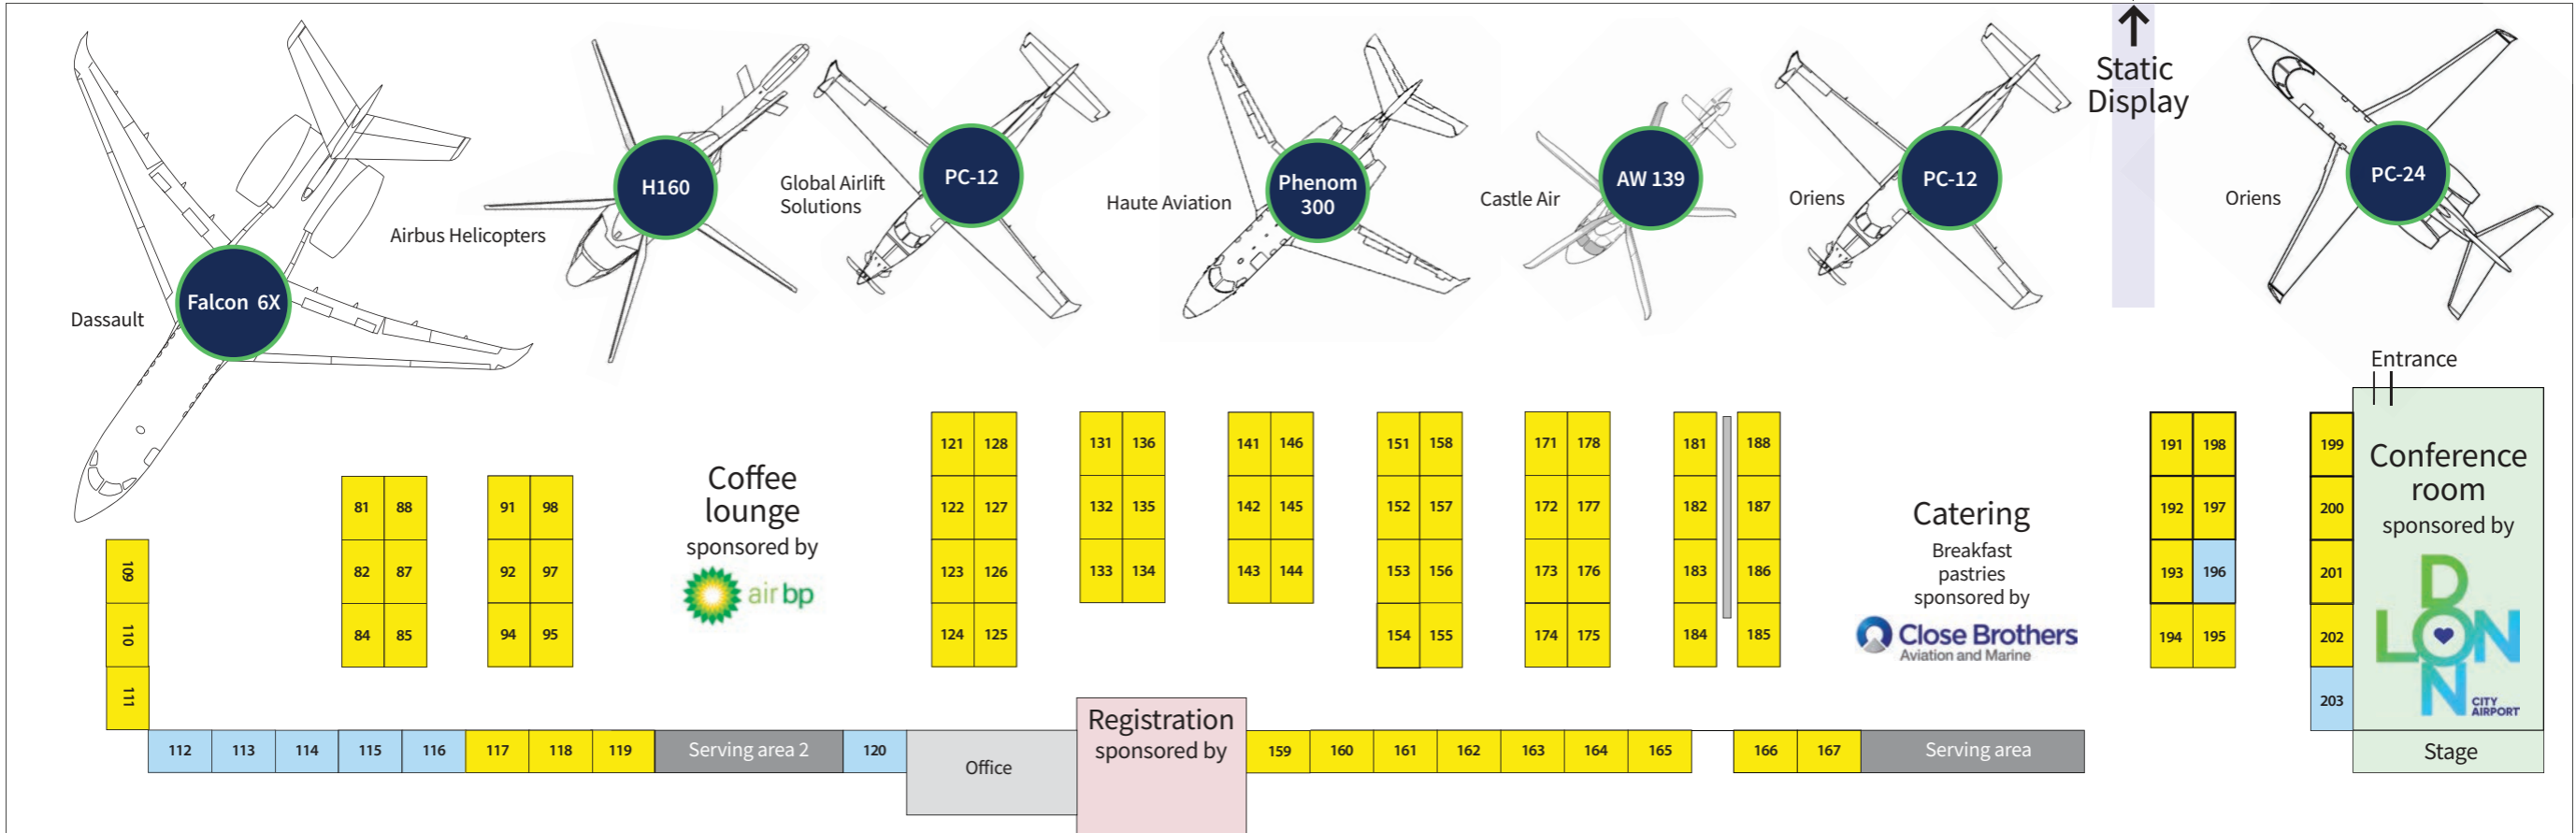 Static
Display
Falcon 6X
Dassault
H160
Airbus Helicopters
PC-12
Global Airlift
Solutions
Phenom
300
Haute Aviation
AW 139
Castle Air
PC-12
Oriens
PC-24
Oriens
Entrance
109
110
111
81 88
82 87
84 85
91 98
92 97
94 95
Coffee
lounge
sponsored by
air bp
121 128
122 127
123 126
124 125
131 136
132 135
133 134
141 146
142 145
143 144
151 158
152 157
153 156
154 155
171 178
172 177
173 176
174 175
181 188
182 187
183 186
184 185
Catering
Breakfast
pastries
sponsored by
Close Brothers
Aviation and Marine
191 198
192 197
193 196
194 195
199
200
201
202
203
Conference
room
sponsored by
LONDON
CITY
AIRPORT
Stage
112 113 114 115 116 117 118 119 Serving area 2 120
Office
Registration
sponsored by
159 160 161 162 163 164 165 166 167 Serving area